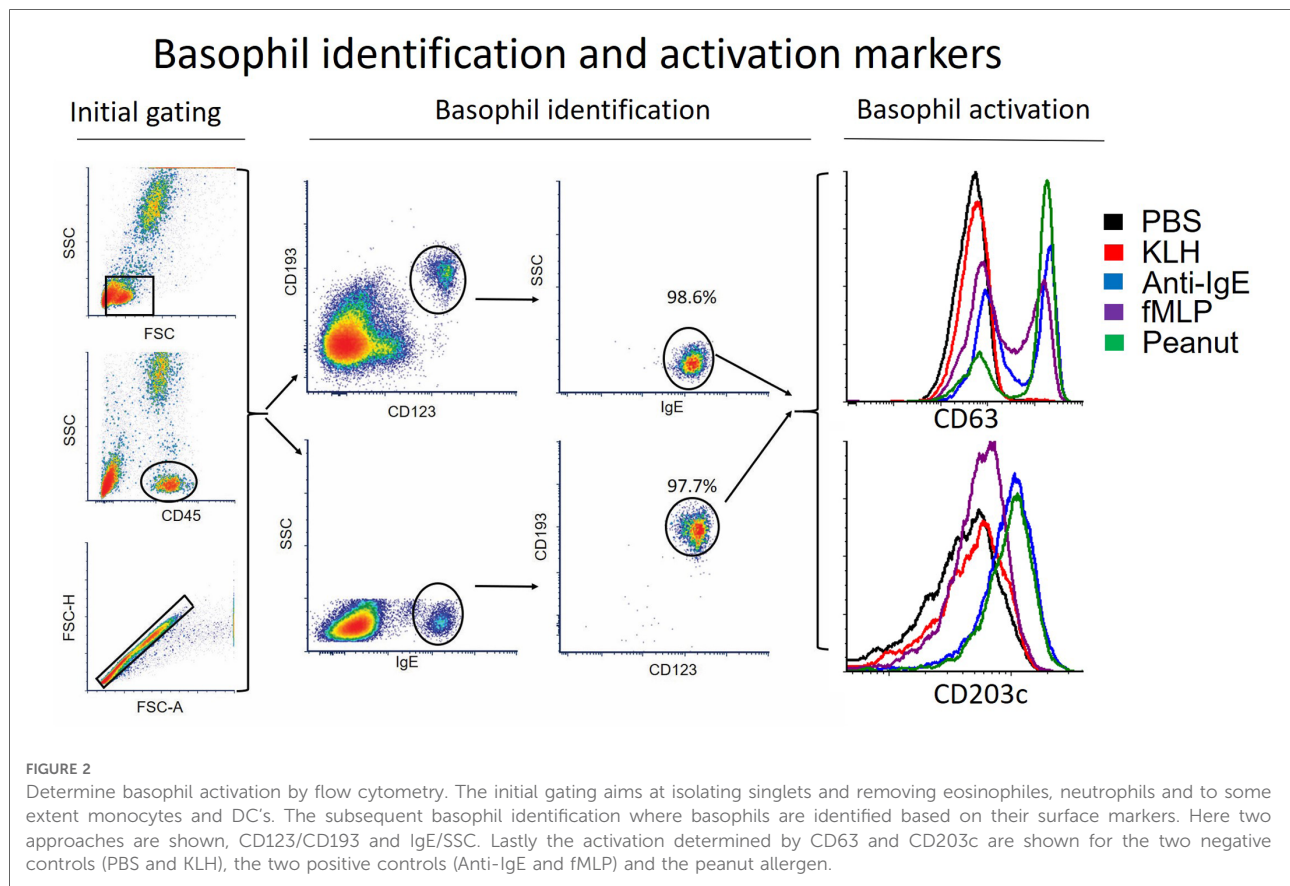 Basophil identification and activation markers
Initial gating
Basophil identification
Basophil activation
SSC
FSC
SSC
CD45
FSC-H
FSC-A
CD193
CD123
SSC
98.6%
IgE
SSC
IgE
CD193
97.7%
CD123
CD63
CD203c
PBS
KLH
Anti-IgE
fMLP
Peanut
FIGURE 2
Determine basophil activation by flow cytometry. The initial gating aims at isolating singlets and removing eosinophiles, neutrophils and to some
extent monocytes and DC's. The subsequent basophil identification where basophils are identified based on their surface markers. Here two
approaches are shown, CD123/CD193 and IgE/SSC. Lastly the activation determined by CD63 and CD203c are shown for the two negative
controls (PBS and KLH), the two positive controls (Anti-IgE and fMLP) and the peanut allergen.